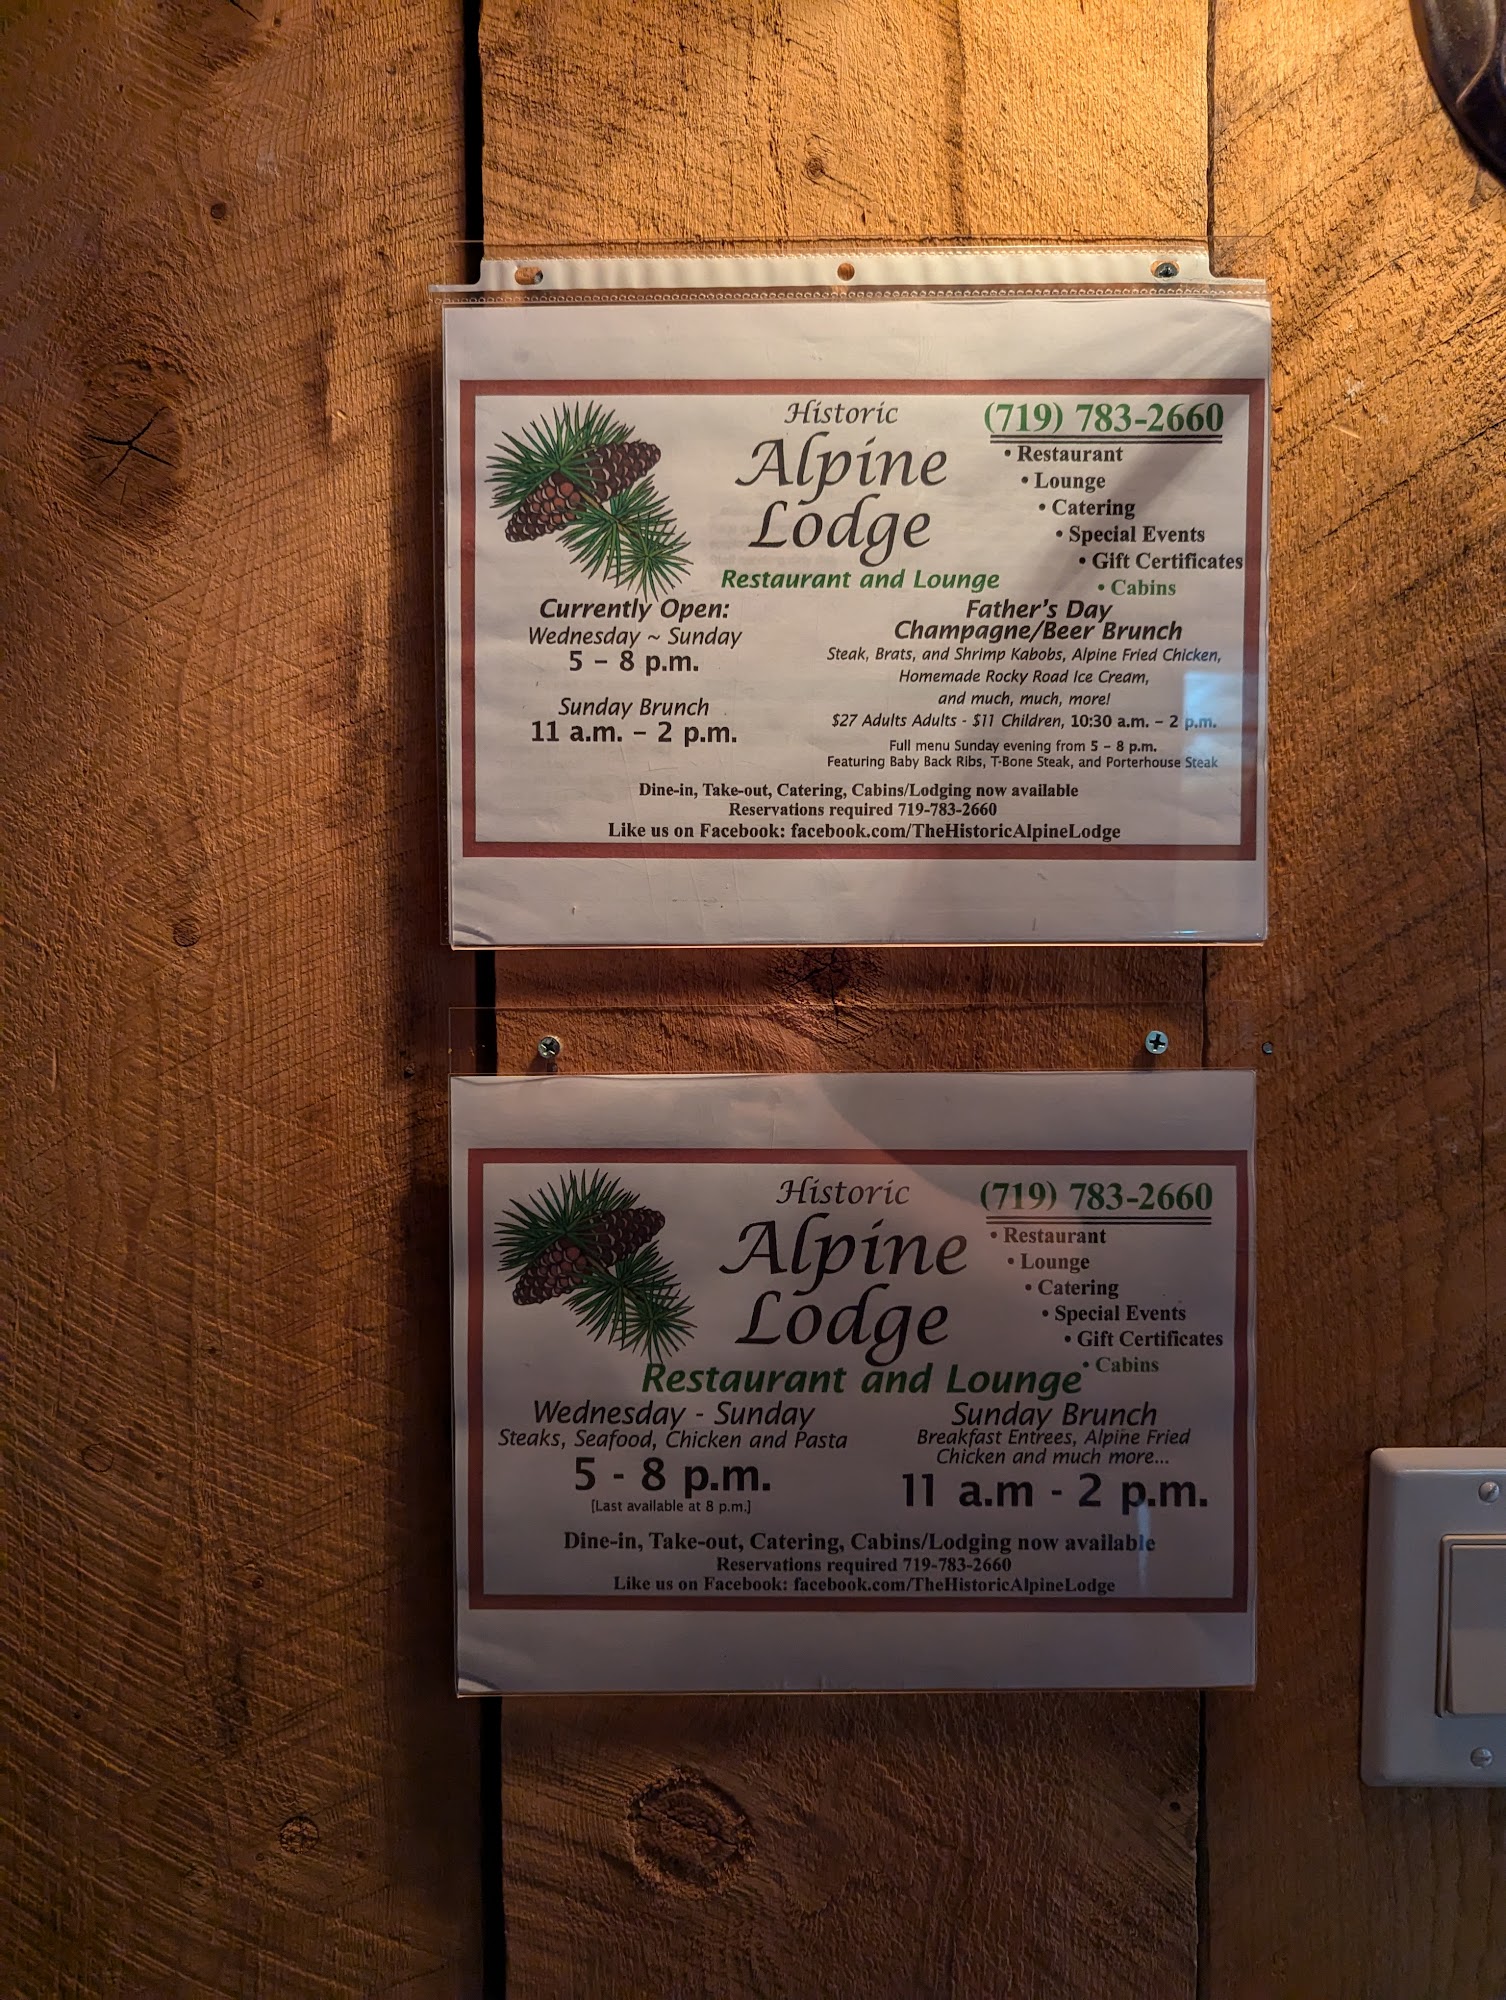 Historic
Alpine
Lodge
Restaurant and Lounge
(719) 783-2660
• Restaurant
• Lounge
• Catering
• Special Events
• Gift Certificates
• Cabins
Currently Open:
Wednesday ~ Sunday
5 – 8 p.m.
Sunday Brunch
11 a.m. – 2 p.m.
Father's Day
Champagne/Beer Brunch
Steak, Brats, and Shrimp Kabobs, Alpine Fried Chicken,
Homemade Rocky Road Ice Cream,
and much, much, more!
$27 Adults Adults - $11 Children, 10:30 a.m. – 2 p.m.
Full menu Sunday evening from 5 – 8 p.m.
Featuring Baby Back Ribs, T-Bone Steak, and Porterhouse Steak
Dine-in, Take-out, Catering, Cabins/Lodging now available
Reservations required 719-783-2660
Like us on Facebook: facebook.com/TheHistoricAlpineLodge
Historic
Alpine
Lodge
Restaurant and Lounge
(719) 783-2660
• Restaurant
• Lounge
• Catering
• Special Events
• Gift Certificates
• Cabins
Wednesday - Sunday
Steaks, Seafood, Chicken and Pasta
5 - 8 p.m.
[Last available at 8 p.m.]
Sunday Brunch
Breakfast Entrees, Alpine Fried
Chicken and much more...
11 a.m - 2 p.m.
Dine-in, Take-out, Catering, Cabins/Lodging now available
Reservations required 719-783-2660
Like us on Facebook: facebook.com/TheHistoricAlpineLodge